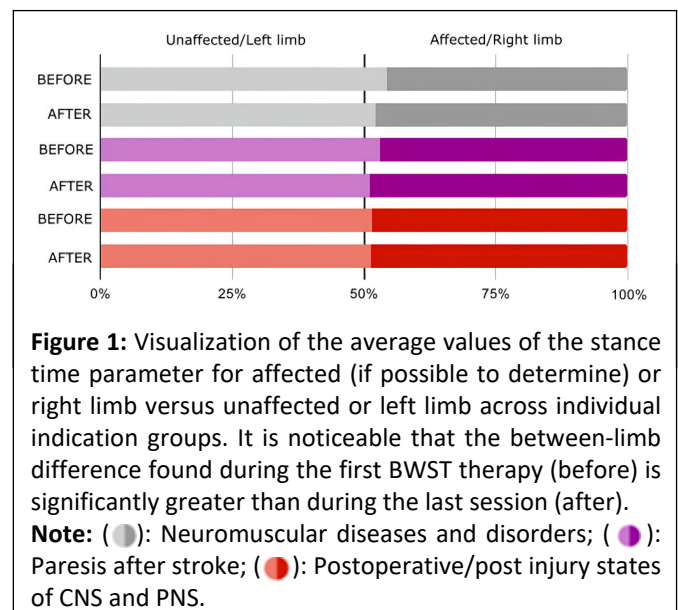 Unaffected/Left limb Affected/Right limb
BEFORE
AFTER
BEFORE
AFTER
BEFORE
AFTER
0% 25% 50% 75% 100%
Figure 1: Visualization of the average values of the stance
time parameter for affected (if possible to determine) or
right limb versus unaffected or left limb across individual
indication groups. It is noticeable that the between-limb
difference found during the first BWST therapy (before) is
significantly greater than during the last session (after).
Note: ( ): Neuromuscular diseases and disorders; ( ):
Paresis after stroke; ( ): Postoperative/post injury states
of CNS and PNS.